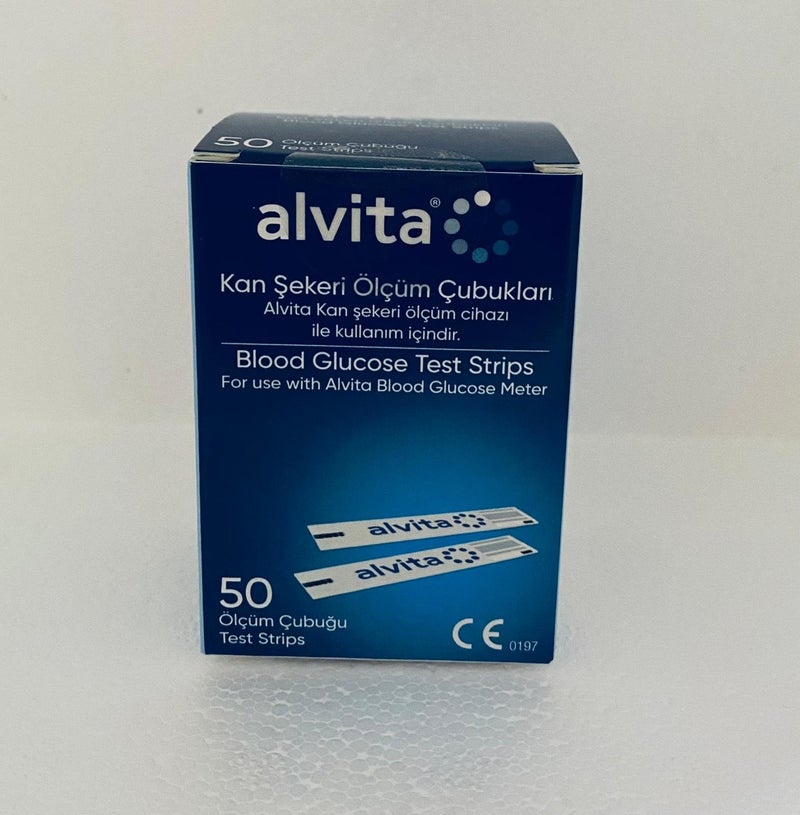 50 Ölçüm Çubuğu
Test Strips
alvita®
Kan Şekeri Ölçüm Çubukları
Alvita Kan şekeri ölçüm cihazı
ile kullanım içindir.
Blood Glucose Test Strips
For use with Alvita Blood Glucose Meter
alvita
alvita
50
Ölçüm Çubuğu
Test Strips
CE 0197